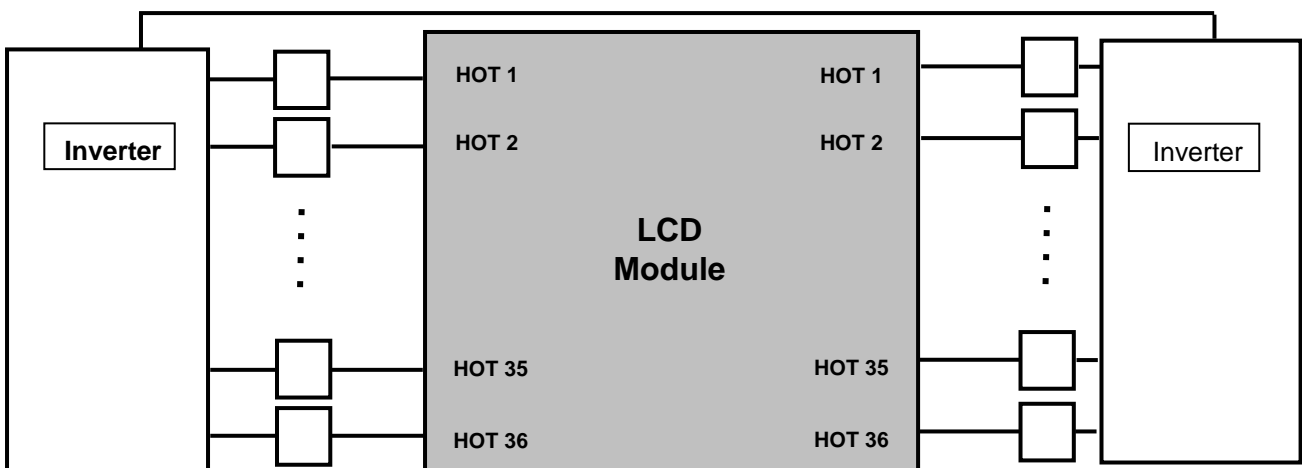 HOT 1
HOT 1
Inverter
HOT 2
HOT 2
Inverter
LCD
Module
HOT 35
HOT 35
HOT 36
HOT 36